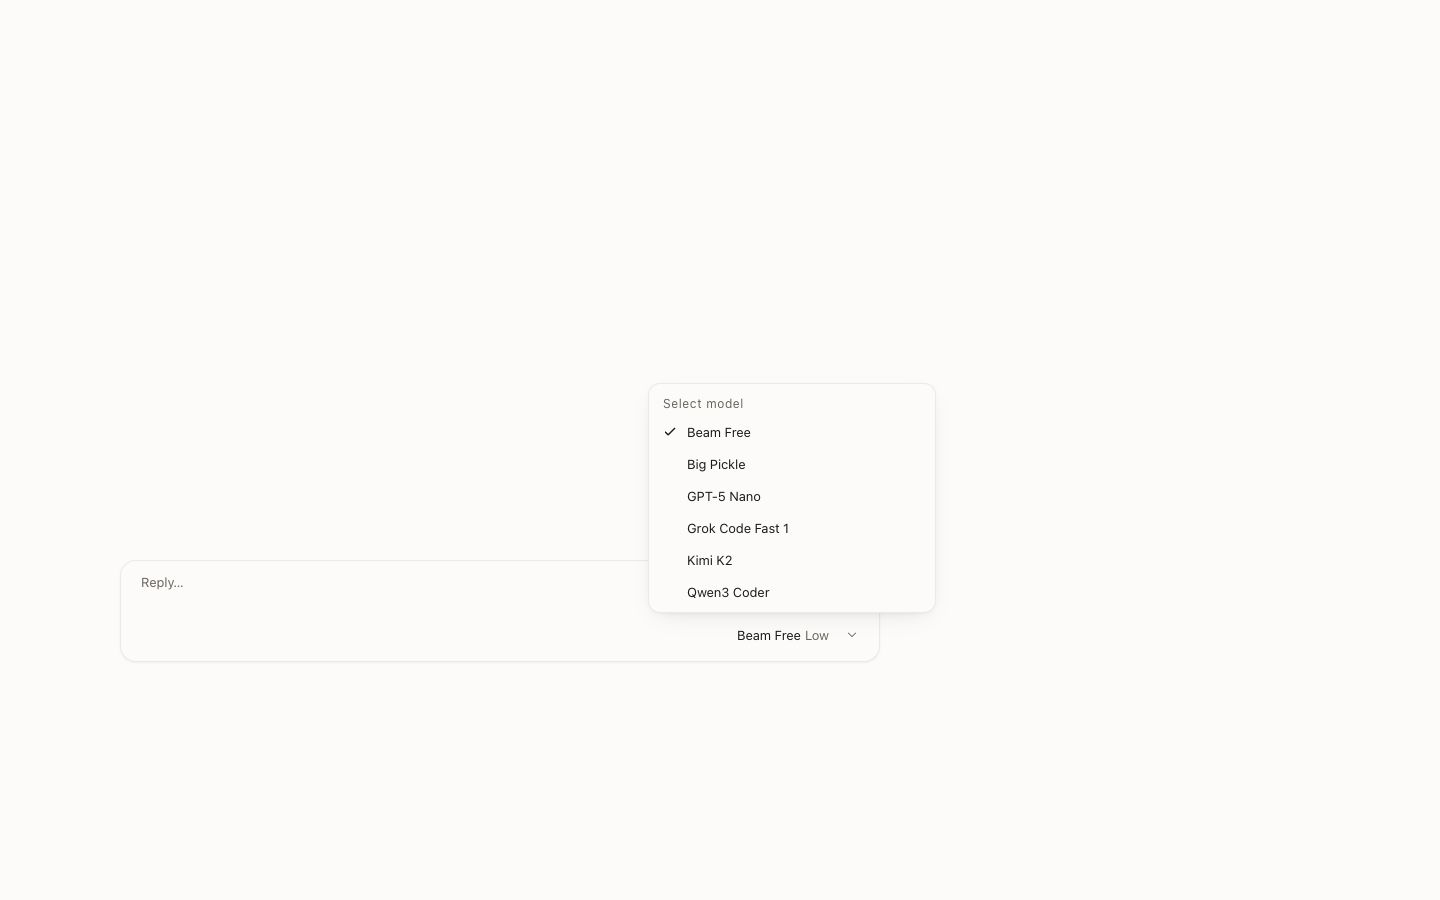 Select model
Beam Free
Big Pickle
GPT-5 Nano
Grok Code Fast 1
Kimi K2
Qwen3 Coder
Reply...
Beam Free Low